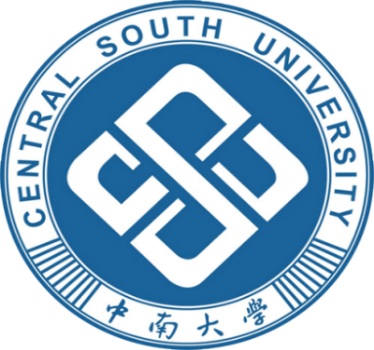 CENTRAL SOUTH UNIVERSITY
中南大学